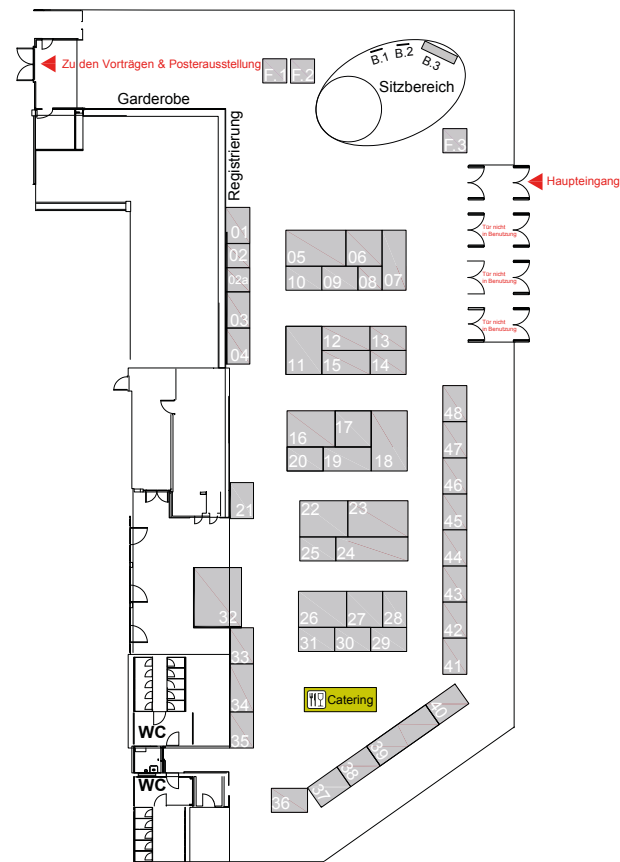 B.1
B.2
B.3
Zu den Vorträgen & Posterausstellung
F.1
F.2
Sitzbereich
Garderobe
Registrierung
F.3
Haupteingang
01
02
02a
03
04
05
06
07
10
09
08
Tür nicht
in Benutzung
Tür nicht
in Benutzung
Tür nicht
in Benutzung
11
12
13
15
14
16
17
18
20
19
48
47
46
45
44
43
42
41
21
22
23
25
24
26
27
28
31
30
29
32
33
34
35
Catering
WC
WC
36
37
38
39
40